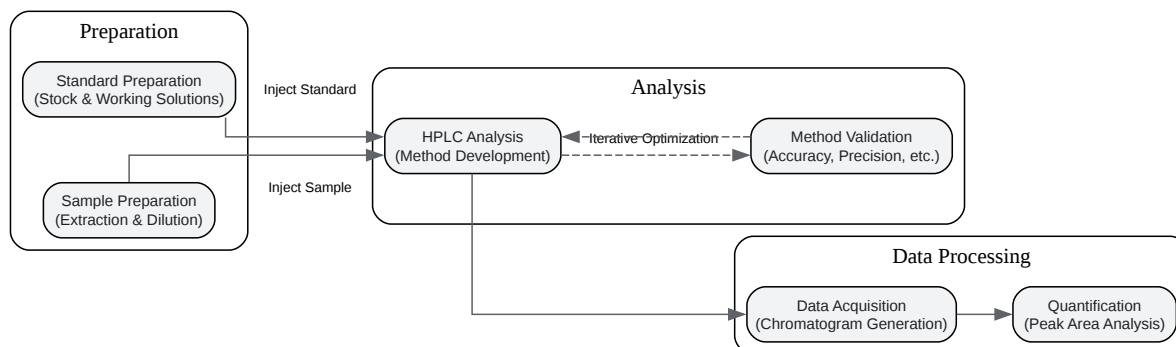 Preparation
Standard Preparation
(Stock & Working Solutions)
Inject Standard
Sample Preparation
(Extraction & Dilution)
Inject Sample
Analysis
HPLC Analysis
(Method Development)
Iterative Optimization
Method Validation
(Accuracy, Precision, etc.)
Data Processing
Data Acquisition
(Chromatogram Generation)
Quantification
(Peak Area Analysis)